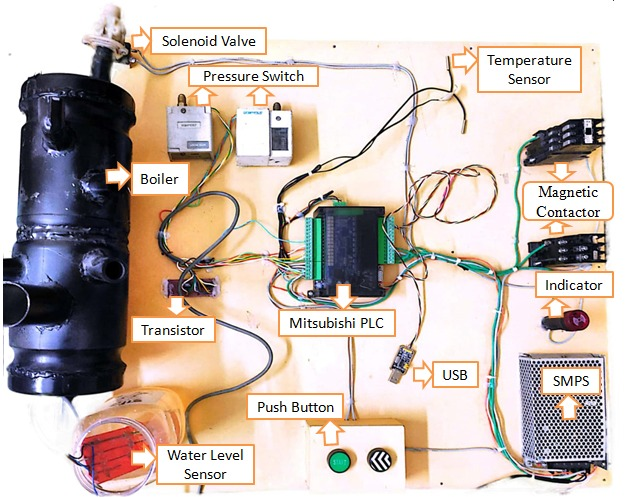 Solenoid Valve
Pressure Switch
Temperature
Sensor
Boiler
Magnetic
Contactor
Indicator
Transistor
Mitsubishi PLC
USB
SMPS
Push Button
Water Level
Sensor